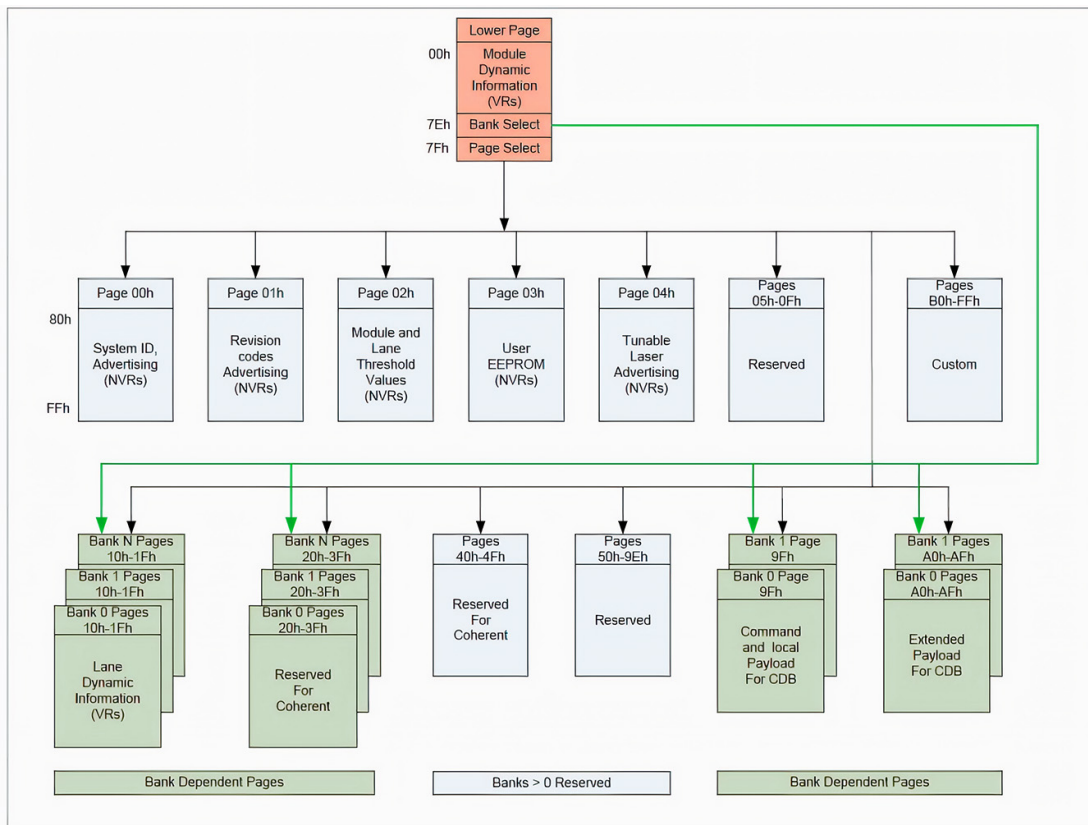 Lower Page
00h
Module
Dynamic
Information
(VRs)
7Eh
Bank Select
7Fh
Page Select
Page 00h
80h
System ID,
Advertising
(NVRs)
FFh
Page 01h
Revision
codes
Advertising
(NVRs)
Page 02h
Module and
Lane
Threshold
Values
(NVRs)
Page 03h
User
EEPROM
(NVRs)
Page 04h
Tunable
Laser
Advertising
(NVRs)
Pages
05h-0Fh
Reserved
Pages
B0h-FFh
Custom
Bank N Pages
10h-1Fh
Bank 1 Pages
10h-1Fh
Bank 0 Pages
10h-1Fh
Lane
Dynamic
Information
(VRs)
Bank N Pages
20h-3Fh
Bank 1 Pages
20h-3Fh
Bank 0 Pages
20h-3Fh
Reserved
For
Coherent
Pages
40h-4Fh
Reserved
For
Coherent
Pages
50h-9Eh
Reserved
Bank 1 Page
9Fh
Bank 0 Page
9Fh
Command
and local
Payload
For CDB
Bank 1 Pages
A0h-AFh
Bank 0 Pages
A0h-AFh
Extended
Payload
For CDB
Bank Dependent Pages
Banks > 0 Reserved
Bank Dependent Pages